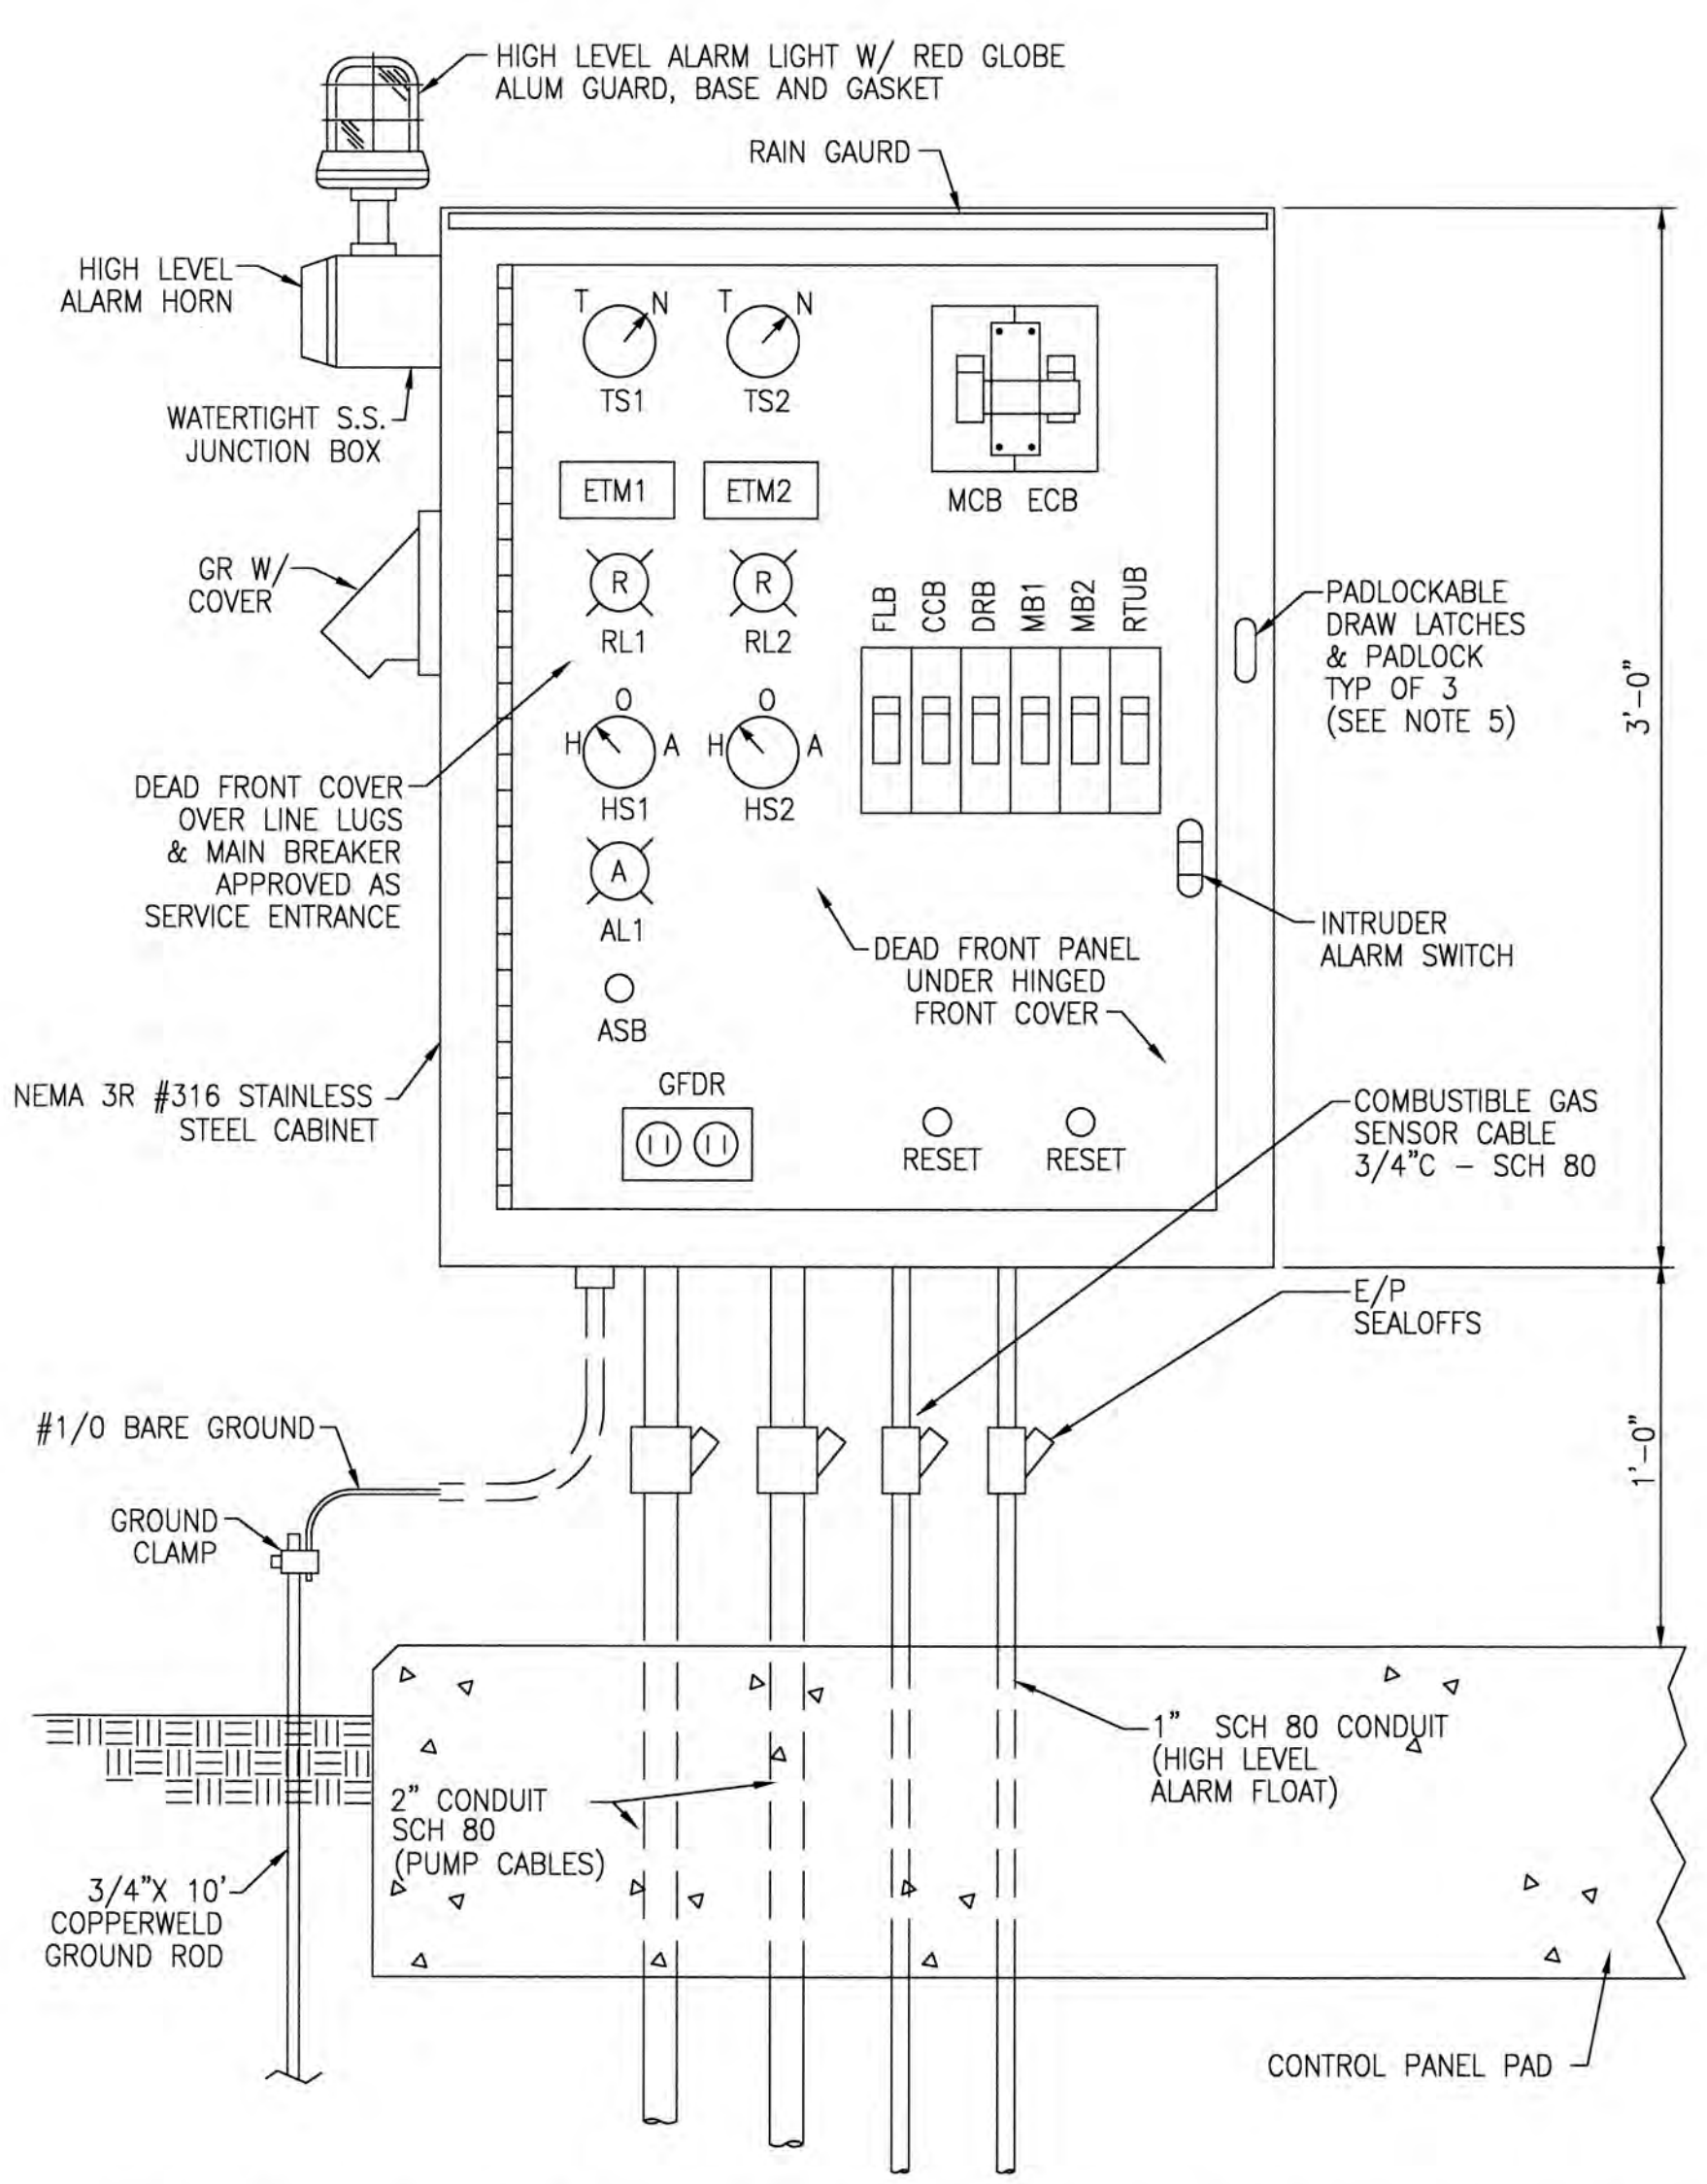 HIGH LEVEL ALARM LIGHT W/ RED GLOBE
ALUM GUARD, BASE AND GASKET
RAIN GAURD
HIGH LEVEL
ALARM HORN
WATERTIGHT S.S.
JUNCTION BOX
GR W/
COVER
T N T N
TS1 TS2
ETM1 ETM2
MCB ECB
R R
RL1 RL2
FLB CCB DRB MB1 MB2 RTUB
O O
H A H A
HS1 HS2
A
AL1
ASB
GFDR
RESET RESET
PADLOCKABLE
DRAW LATCHES
& PADLOCK
TYP OF 3
(SEE NOTE 5)
3'-0"
DEAD FRONT COVER
OVER LINE LUGS
& MAIN BREAKER
APPROVED AS
SERVICE ENTRANCE
INTRUDER
ALARM SWITCH
DEAD FRONT PANEL
UNDER HINGED
FRONT COVER
NEMA 3R #316 STAINLESS
STEEL CABINET
COMBUSTIBLE GAS
SENSOR CABLE
3/4"C - SCH 80
E/P
SEALOFFS
1'-0"
#1/0 BARE GROUND
GROUND
CLAMP
1" SCH 80 CONDUIT
(HIGH LEVEL
ALARM FLOAT)
2" CONDUIT
SCH 80
(PUMP CABLES)
3/4"X 10'
COPPERWELD
GROUND ROD
CONTROL PANEL PAD